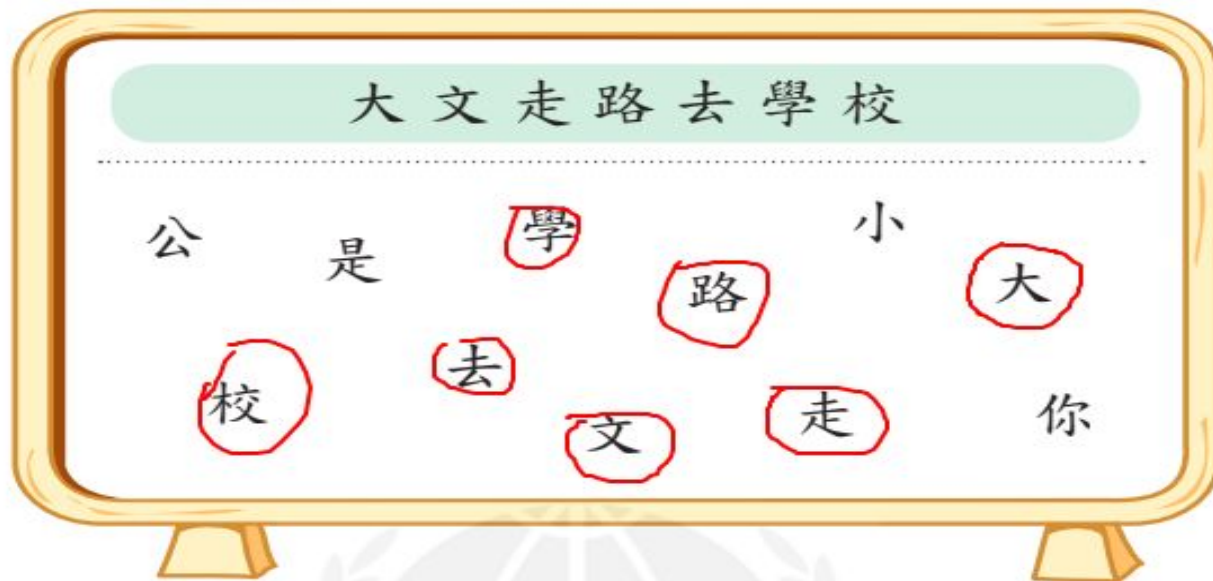 大文走路去學校
公 是 學 路 小 大
校 去 文 走 你